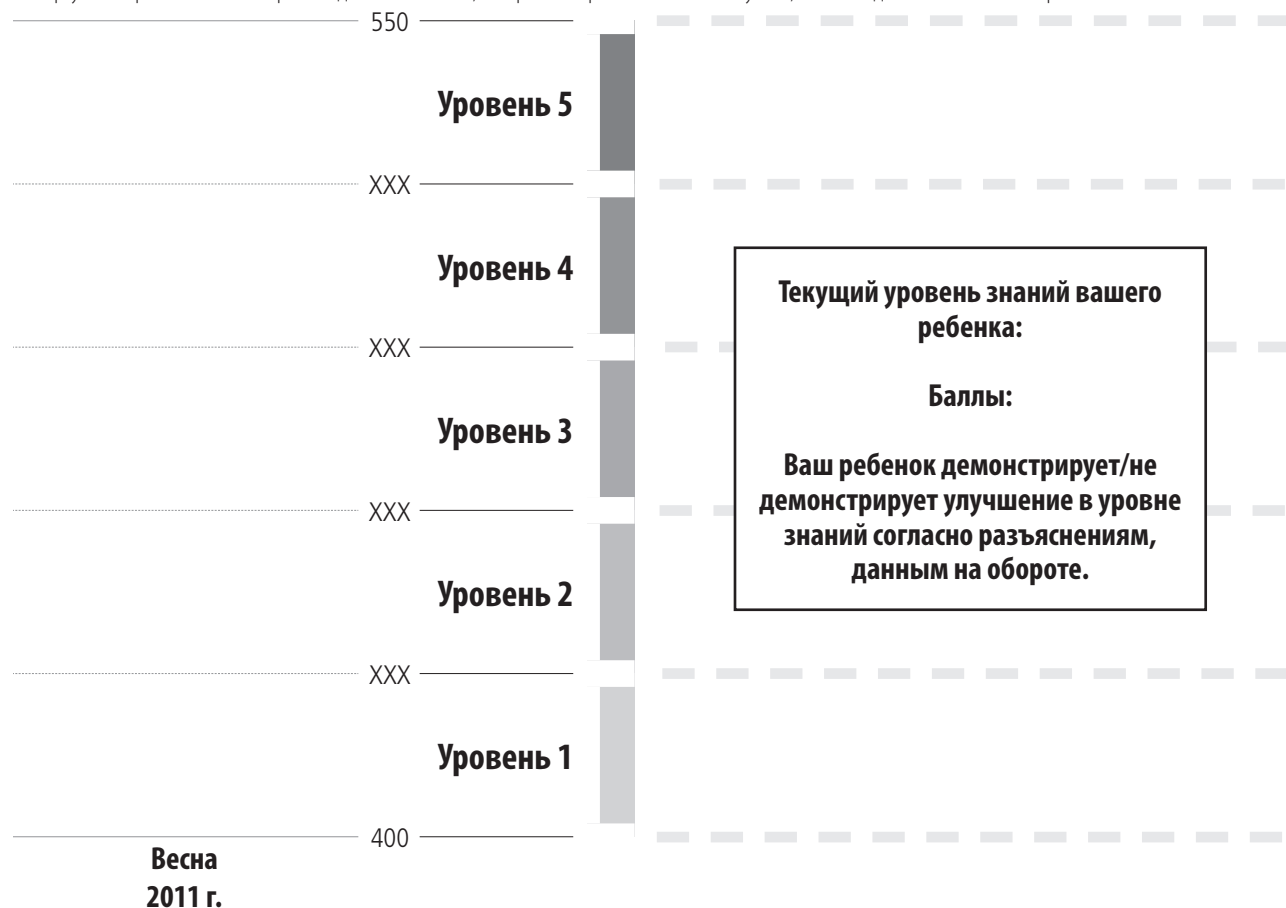 550
Уровень 5
XXX
Уровень 4
XXX
Уровень 3
XXX
Уровень 2
XXX
Уровень 1
400
Весна
2011 г.
Текущий уровень знаний вашего
ребенка:
Баллы:
Ваш ребенок демонстрирует/не
демонстрирует улучшение в уровне
знаний согласно разъяснениям,
данным на обороте.